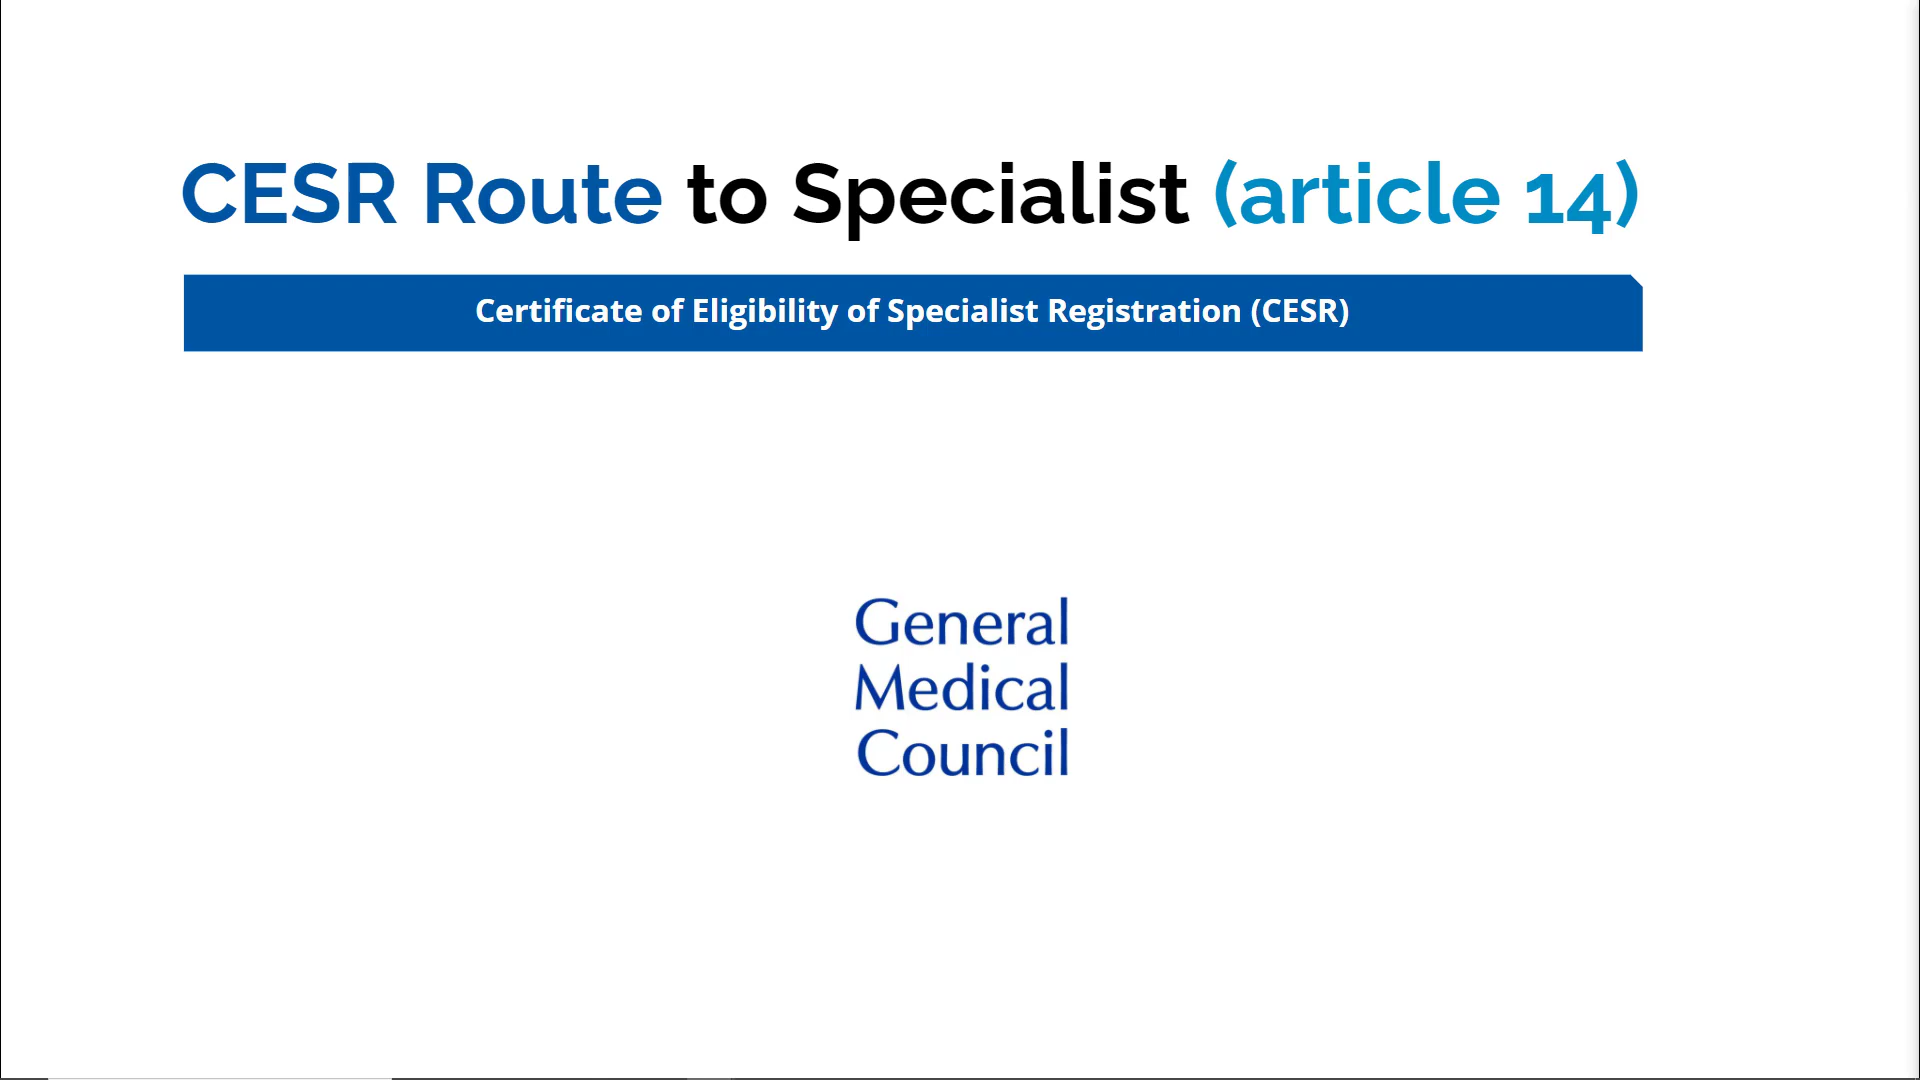 CESR Route to Specialist (article 14)
Certificate of Eligibility of Specialist Registration (CESR)
General
Medical
Council